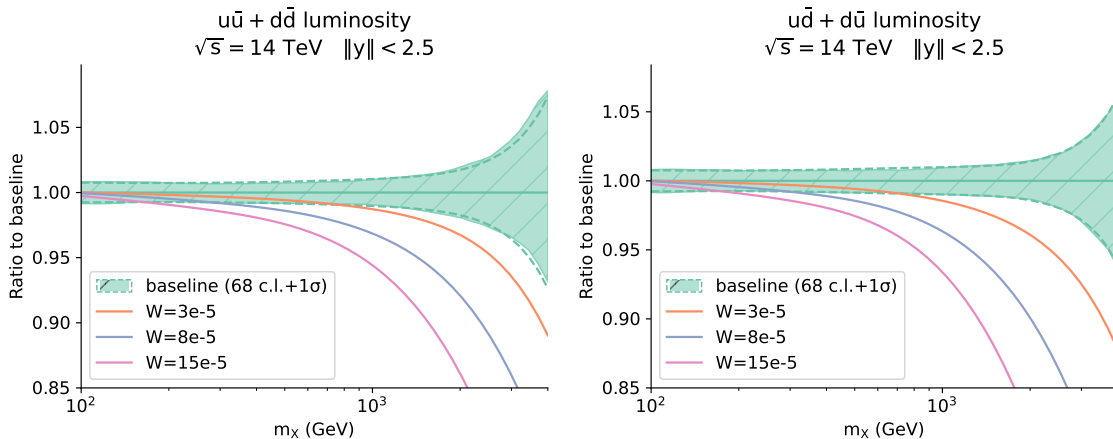 uū + dd̄ luminosity
√s = 14 TeV ‖y‖ < 2.5
Ratio to baseline
1.05
1.00
0.95
0.90
0.85
baseline (68 c.l.+1σ)
W=3e-5
W=8e-5
W=15e-5
10²
10³
m_X (GeV)
ud̄ + dū luminosity
√s = 14 TeV ‖y‖ < 2.5
Ratio to baseline
1.05
1.00
0.95
0.90
0.85
baseline (68 c.l.+1σ)
W=3e-5
W=8e-5
W=15e-5
10²
10³
m_X (GeV)